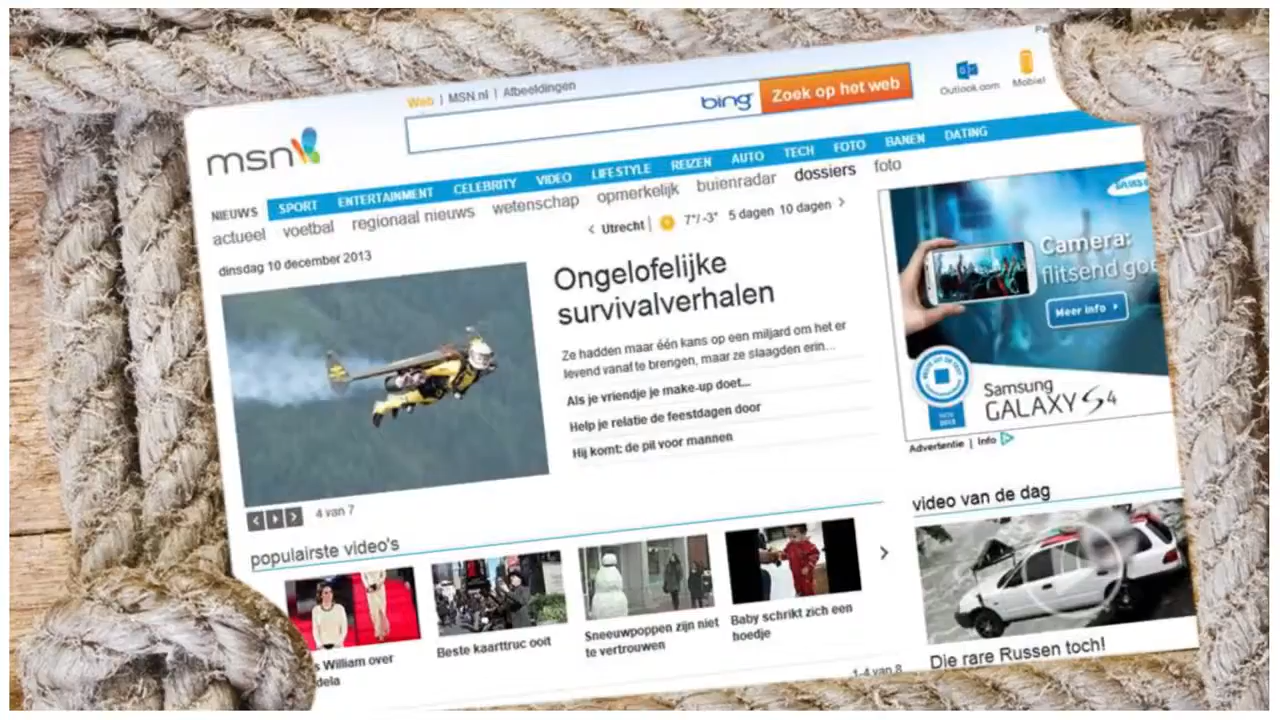 Web | MSN.nl | Afbeeldingen
bing Zoek op het web
Outlook.com Mobiel
msn
NIEUWS SPORT ENTERTAINMENT CELEBRITY VIDEO LIFESTYLE REIZEN AUTO TECH FOTO BANEN DATING
actueel voetbal regionaal nieuws wetenschap opmerkelijk buienradar dossiers foto
dinsdag 10 december 2013
< Utrecht | 7°/-3° 5 dagen 10 dagen >
Ongelofelijke
survivalverhalen
Ze hadden maar één kans op een miljard om het er
levend vanaf te brengen, maar ze slaagden erin...
Als je vriendje je make-up doet...
Help je relatie de feestdagen door
Hij komt: de pil voor mannen
4 van 7
SAMSU
Camera:
flitsend goe
Meer info
Samsung
GALAXY S4
Advertentie | Info
populairste video's
s William over
dela
Beste kaarttruc ooit
Sneeuwpoppen zijn niet
te vertrouwen
Baby schrikt zich een
hoedje
1-4 van 8
video van de dag
Die rare Russen toch!